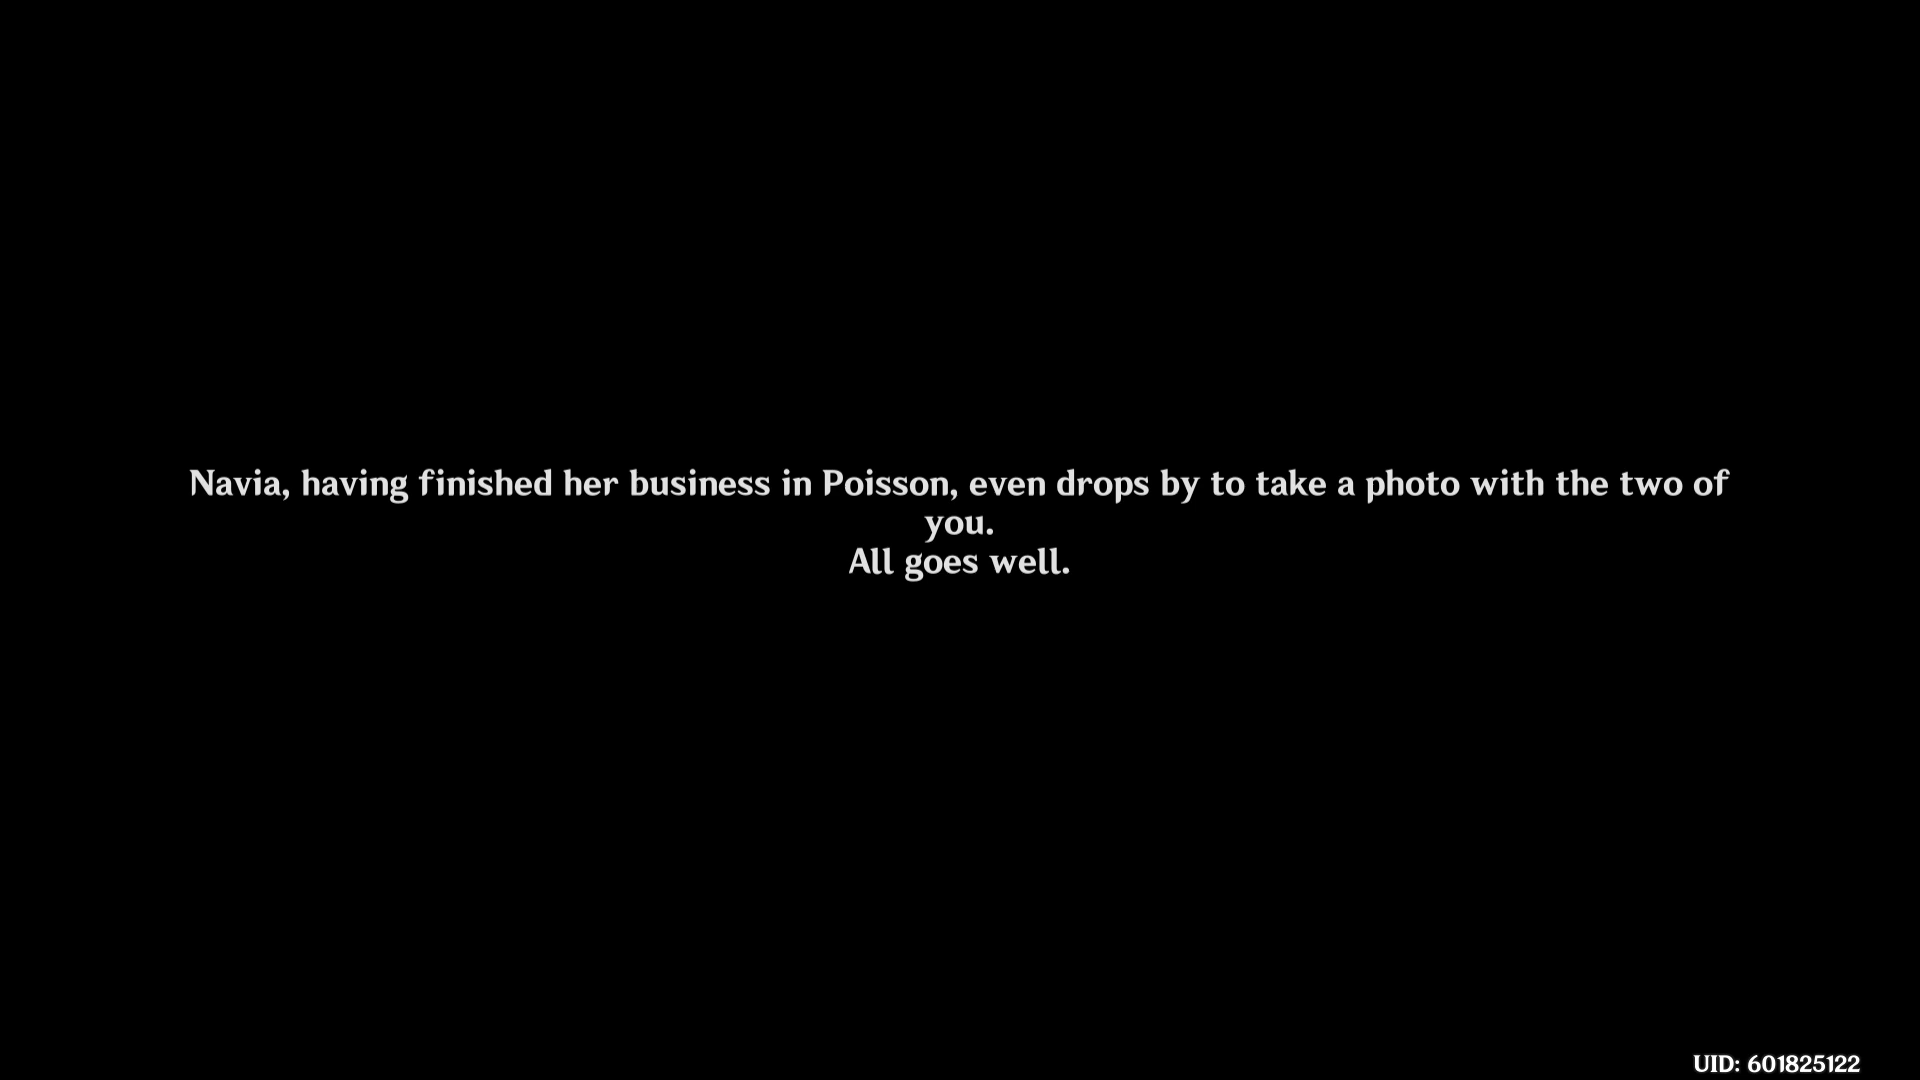 Navia, having finished her business in Poisson, even drops by to take a photo with the two of
you.
All goes well.
UID: 601825122